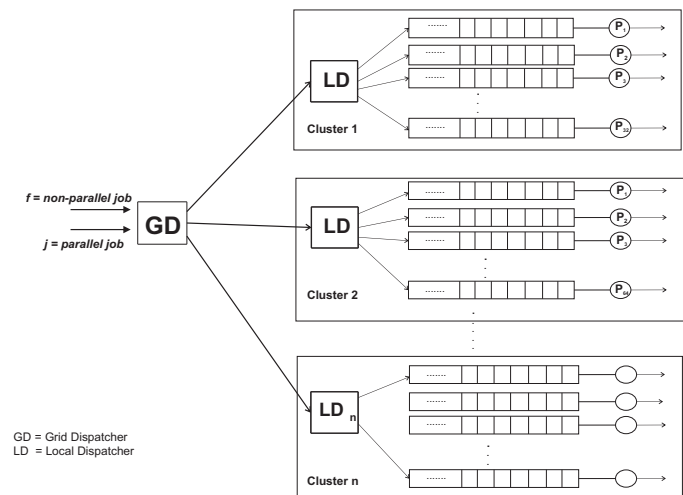 P1
P2
LD
P3
Cluster 1
P32
f = non-parallel job
GD
j = parallel job
P1
P2
LD
P3
Cluster 2
P64
LD n
GD = Grid Dispatcher
LD = Local Dispatcher
Cluster n